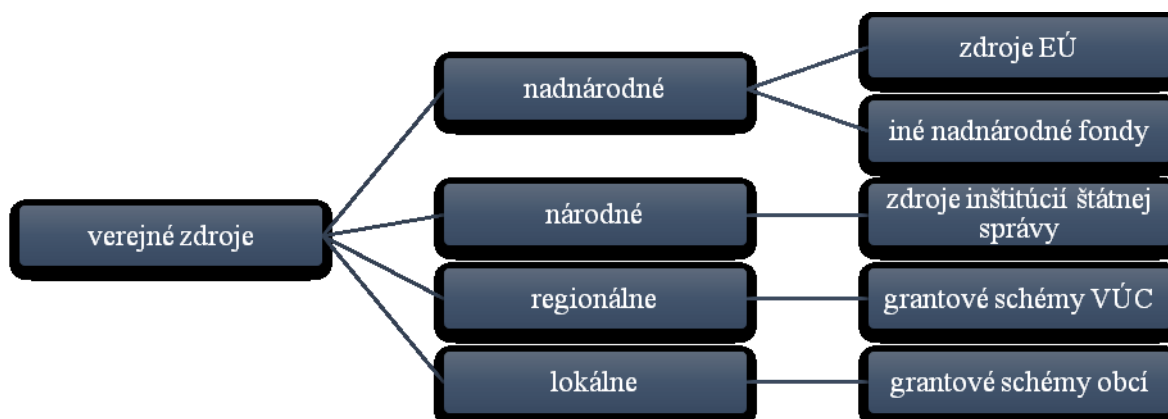 verejné zdroje
nadnárodné
zdroje EÚ
iné nadnárodné fondy
národné
zdroje inštitúcií štátnej
správy
regionálne
grantové schémy VÚC
lokálne
grantové schémy obcí